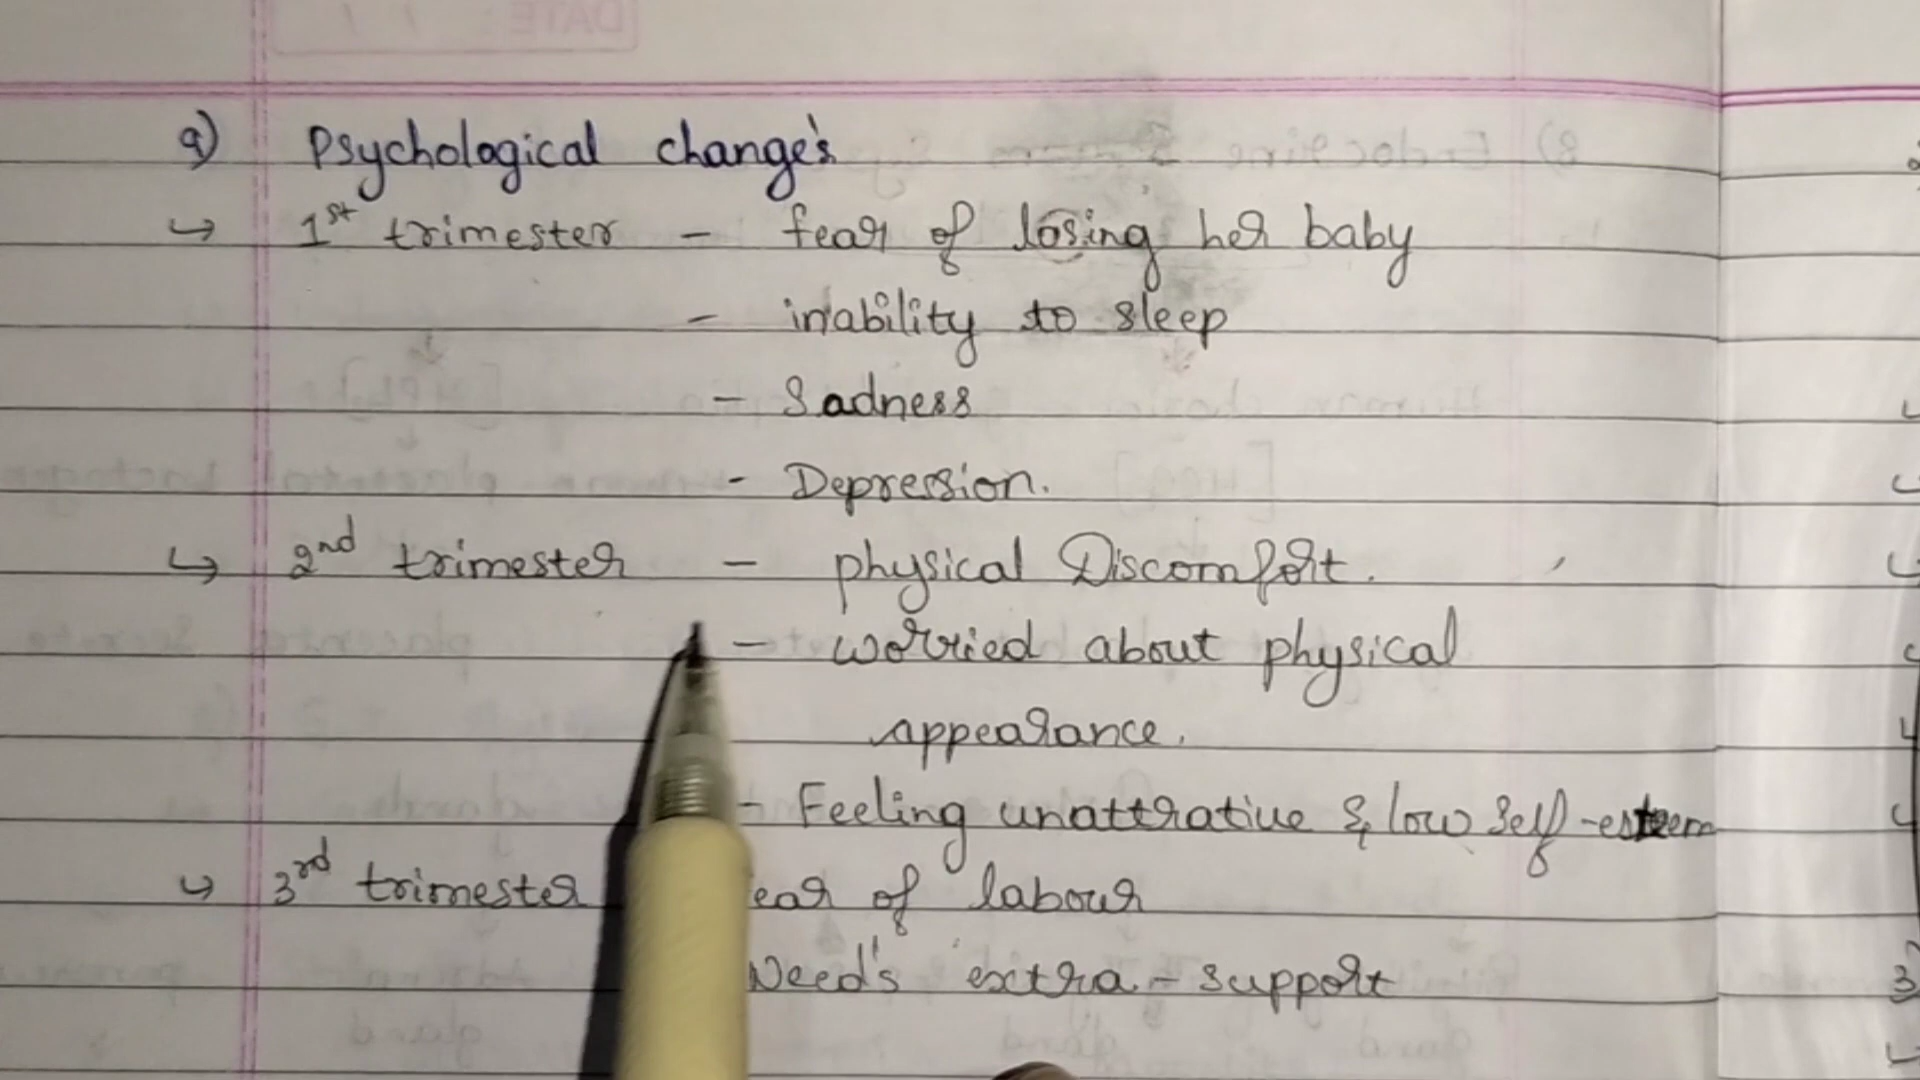 9) Psychological change's
↳ 1st trimester - fear of losing her baby
- inability to sleep
- Sadness
- Depression.
↳ 2nd trimester - physical Discomfort.
- worried about physical
appearance.
- Feeling unattrative & low self-esteem
↳ 3rd trimester ear of labour
Need's extra - support